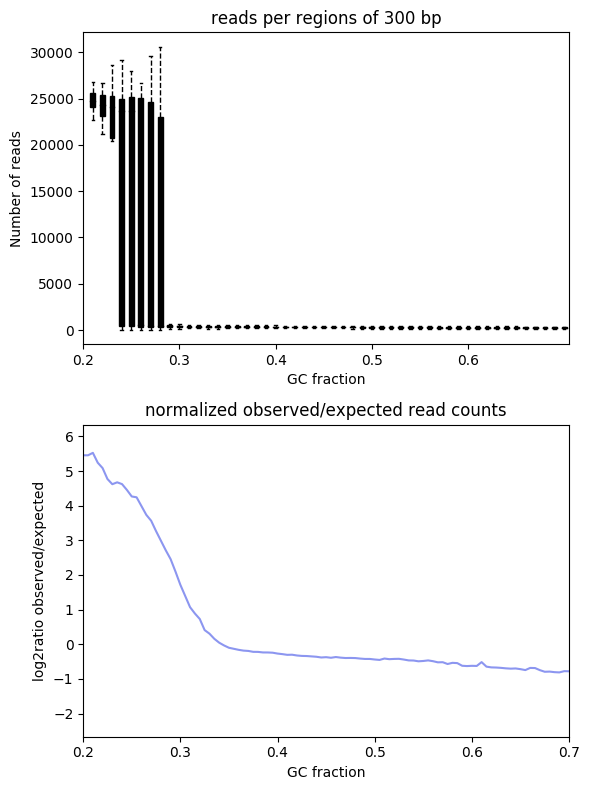 reads per regions of 300 bp
30000
25000
20000
15000
10000
5000
0
Number of reads
0.2 0.3 0.4 0.5 0.6
GC fraction
normalized observed/expected read counts
6
5
4
3
2
1
0
−1
−2
log2ratio observed/expected
0.2 0.3 0.4 0.5 0.6 0.7
GC fraction